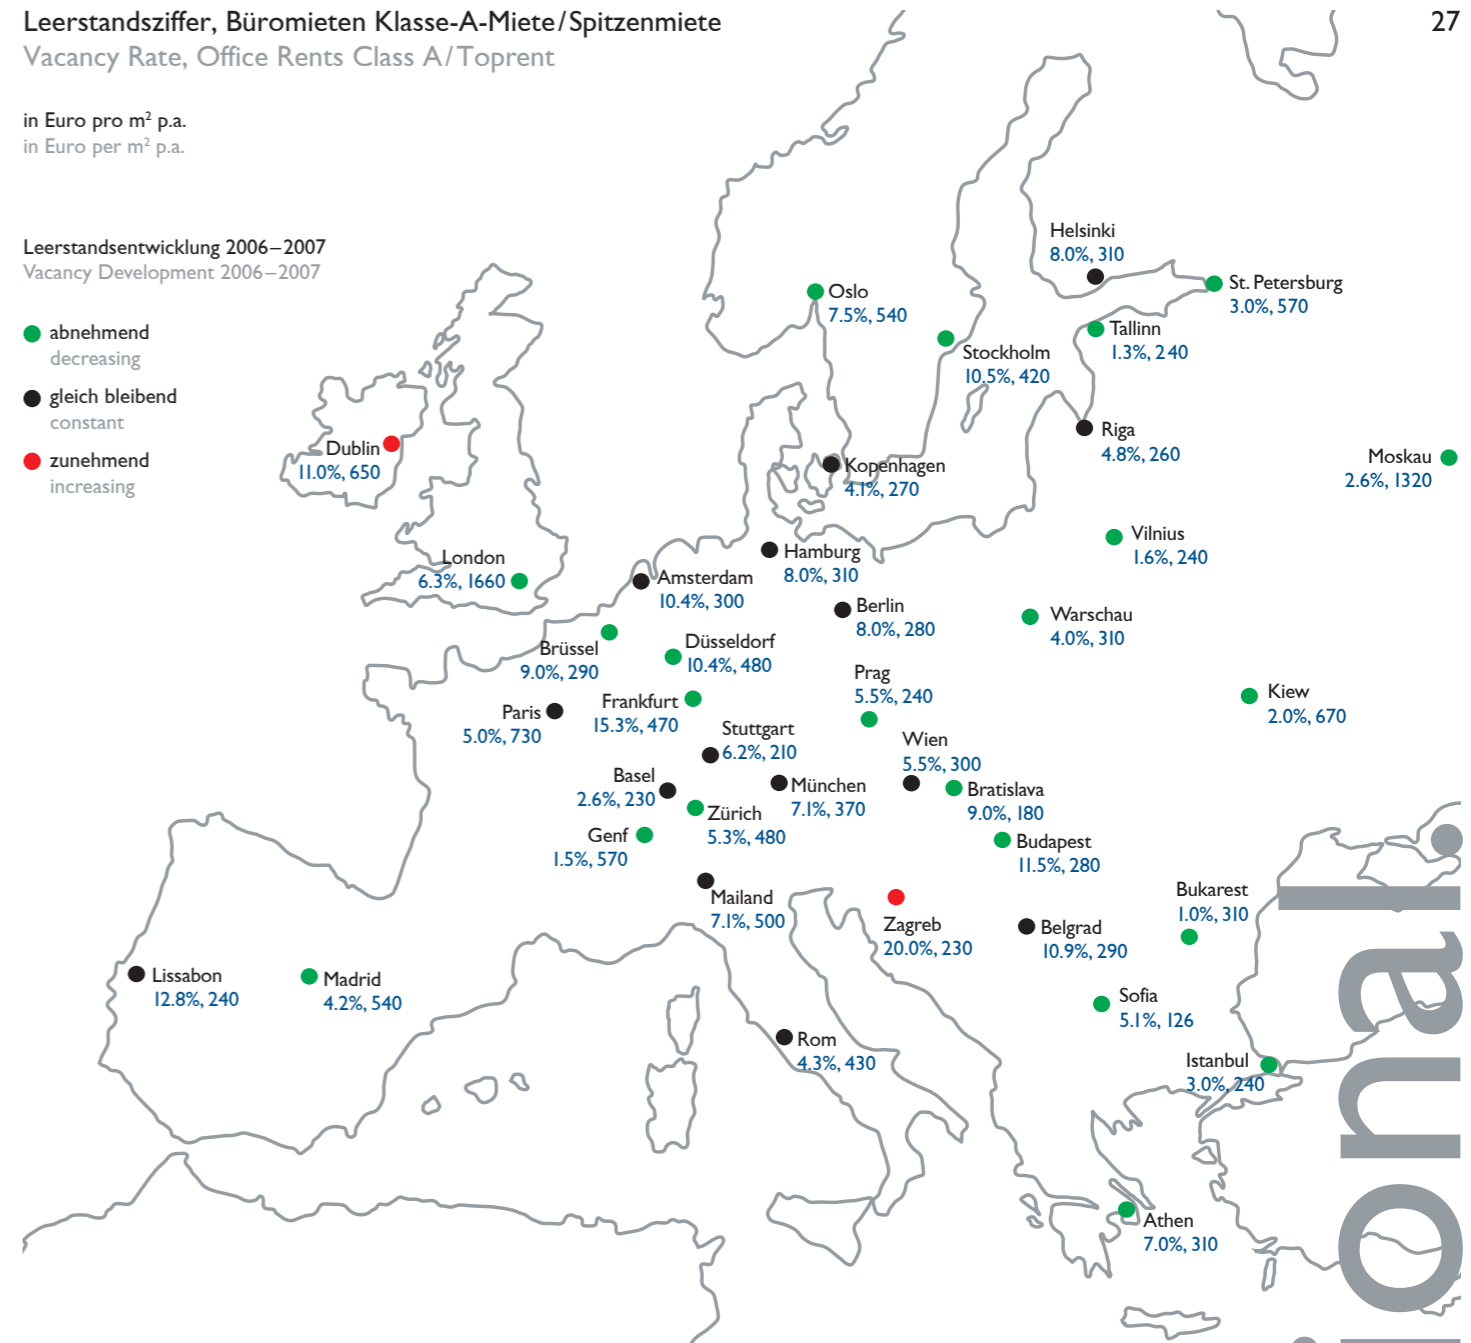 Leerstandsziffer, Büromieten Klasse-A-Miete/Spitzenmiete
27
Vacancy Rate, Office Rents Class A/Toprent
in Euro pro m² p.a.
in Euro per m² p.a.
Leerstandsentwicklung 2006–2007
Vacancy Development 2006–2007
abnehmend
decreasing
gleich bleibend
constant
zunehmend
increasing
Helsinki
8.0%, 310
St. Petersburg
3.0%, 570
Oslo
7.5%, 540
Tallinn
1.3%, 240
Stockholm
10.5%, 420
Riga
4.8%, 260
Dublin
11.0%, 650
Moskau
2.6%, 1320
Kopenhagen
4.1%, 270
Vilnius
1.6%, 240
London
6.3%, 1660
Hamburg
8.0%, 310
Amsterdam
10.4%, 300
Berlin
8.0%, 280
Warschau
4.0%, 310
Brüssel
9.0%, 290
Düsseldorf
10.4%, 480
Prag
5.5%, 240
Kiew
2.0%, 670
Frankfurt
15.3%, 470
Paris
5.0%, 730
Stuttgart
6.2%, 210
Wien
5.5%, 300
Basel
2.6%, 230
München
7.1%, 370
Bratislava
9.0%, 180
Zürich
5.3%, 480
Genf
1.5%, 570
Budapest
11.5%, 280
Mailand
7.1%, 500
Bukarest
1.0%, 310
Zagreb
20.0%, 230
Belgrad
10.9%, 290
Lissabon
12.8%, 240
Madrid
4.2%, 540
Sofia
5.1%, 126
Rom
4.3%, 430
Istanbul
3.0%, 240
Athen
7.0%, 310
ional.